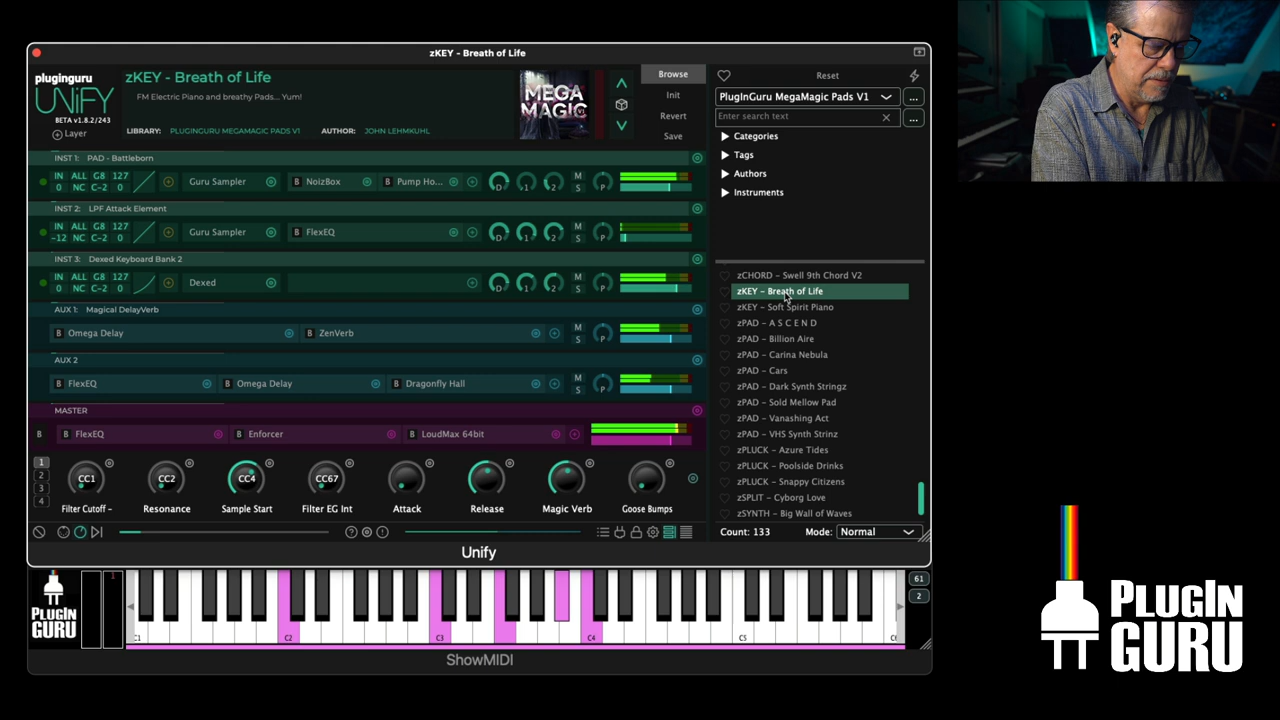 zKEY - Breath of Life
pluginguru
UNiFY
BETA v1.8.2/243
Layer
zKEY - Breath of Life
FM Electric Piano and breathy Pads... Yum!
LIBRARY: PLUGINGURU MEGAMAGIC PADS V1 AUTHOR: JOHN LEHMKUHL
MEGA
MAGIC
Browse
Init
Revert
Save
Reset
PlugInGuru MegaMagic Pads V1
...
Enter search text
...
Categories
Tags
Authors
Instruments
INST 1: PAD - Battleborn
IN ALL G8 127
0 NC C-2 0
Guru Sampler
B NoizBox
B Pump Ho...
D 1 2
M
S
P
INST 2: LPF Attack Element
IN ALL G8 127
-12 NC C-2 0
Guru Sampler
B FlexEQ
D 1 2
M
S
P
INST 3: Dexed Keyboard Bank 2
IN ALL G8 127
0 NC C-2 0
Dexed
D 1 2
M
S
P
AUX 1: Magical DelayVerb
B Omega Delay
B ZenVerb
M
S
P
AUX 2
B FlexEQ
B Omega Delay
B Dragonfly Hall
M
S
P
MASTER
B
B FlexEQ
B Enforcer
B LoudMax 64bit
1
2
3
4
CC1
CC2
CC4
CC67
Filter Cutoff -
Resonance
Sample Start
Filter EG Int
Attack
Release
Magic Verb
Goose Bumps
zCHORD - Swell 9th Chord V2
zKEY - Breath of Life
zKEY - Soft Spirit Piano
zPAD - A S C E N D
zPAD - Billion Aire
zPAD - Carina Nebula
zPAD - Cars
zPAD - Dark Synth Stringz
zPAD - Sold Mellow Pad
zPAD - Vanishing Act
zPAD - VHS Synth Strinz
zPLUCK - Azure Tides
zPLUCK - Poolside Drinks
zPLUCK - Snappy Citizens
zSPLIT - Cyborg Love
zSYNTH - Big Wall of Waves
Count: 133
Mode: Normal
Unify
PLUGIN
GURU
1
C1
C2
C3
C4
C5
61
2
ShowMIDI
PLUGIN
GURU